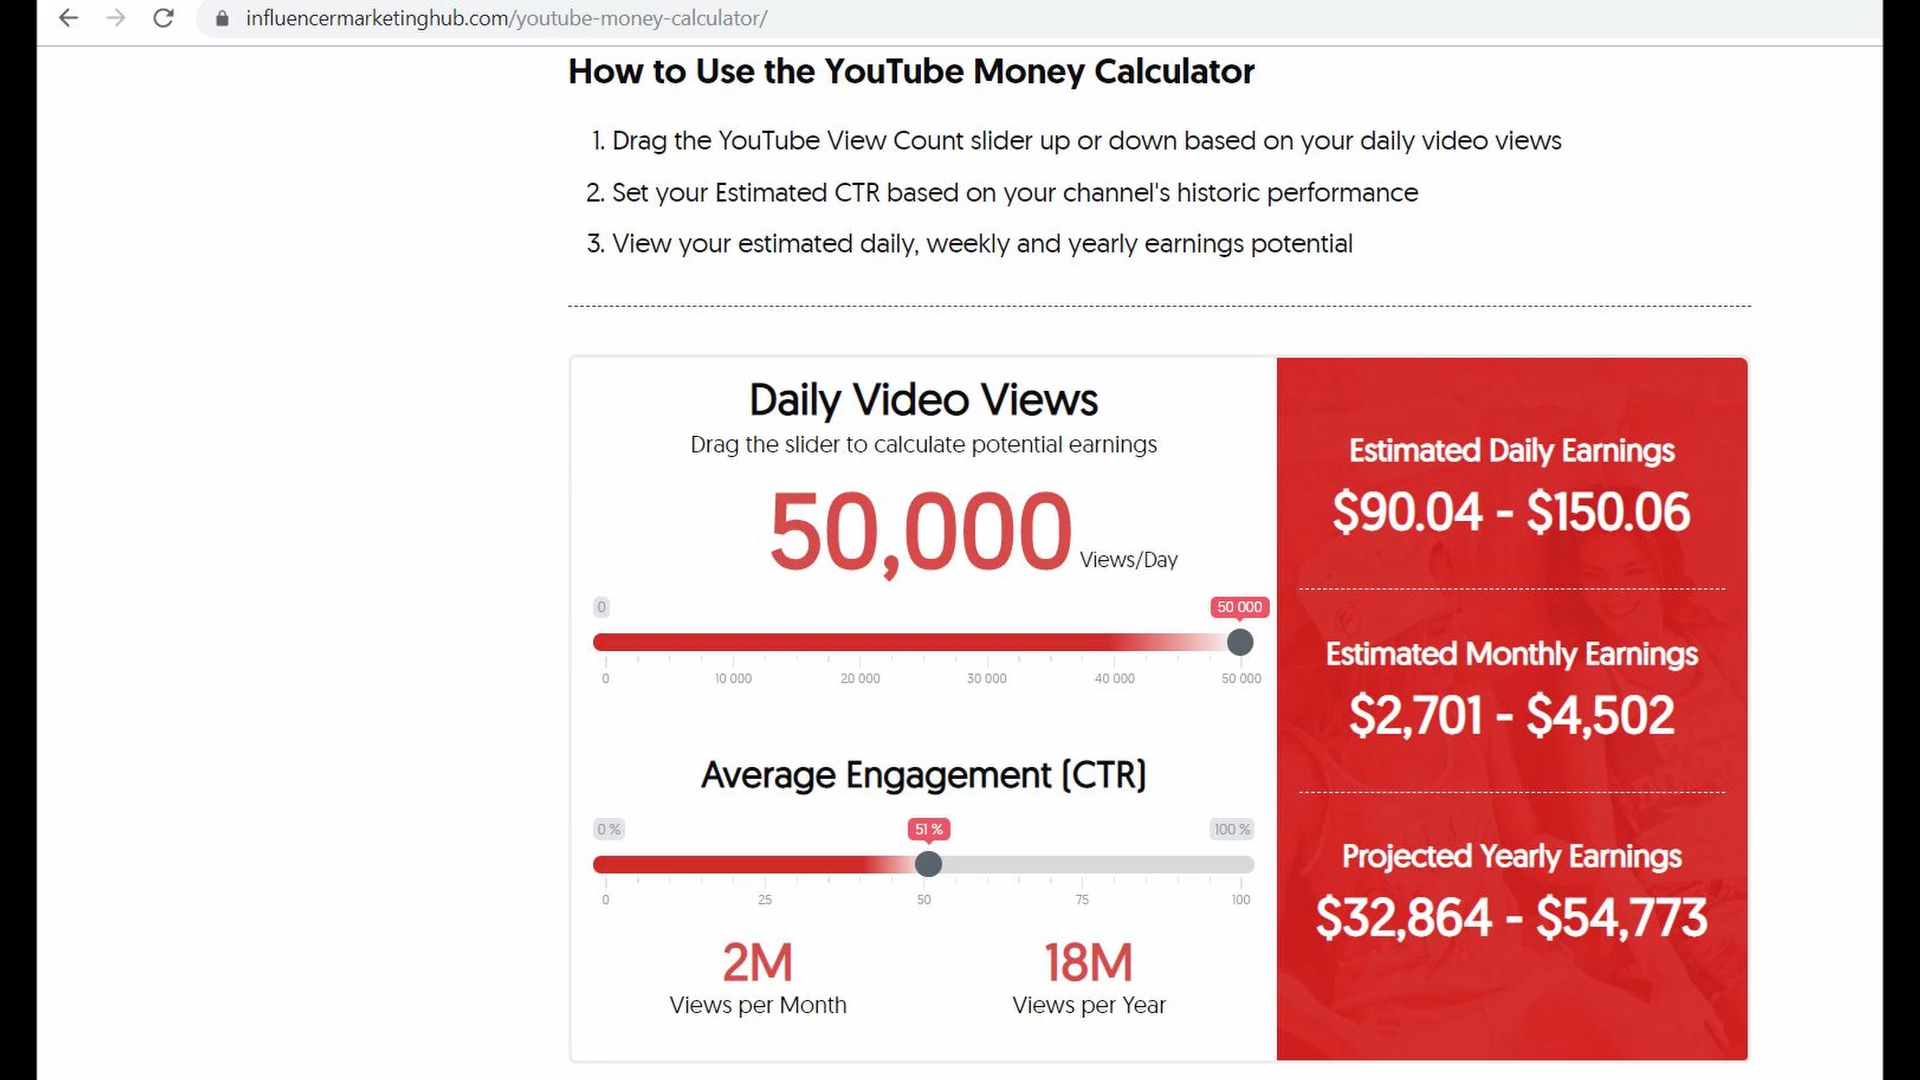 influencermarketinghub.com/youtube-money-calculator/
How to Use the YouTube Money Calculator
1. Drag the YouTube View Count slider up or down based on your daily video views
2. Set your Estimated CTR based on your channel's historic performance
3. View your estimated daily, weekly and yearly earnings potential
Daily Video Views
Drag the slider to calculate potential earnings
50,000 Views/Day
0 50 000
0 10 000 20 000 30 000 40 000 50 000
Average Engagement (CTR)
0 % 51 % 100 %
0 25 50 75 100
2M 18M
Views per Month Views per Year
Estimated Daily Earnings
$90.04 - $150.06
Estimated Monthly Earnings
$2,701 - $4,502
Projected Yearly Earnings
$32,864 - $54,773